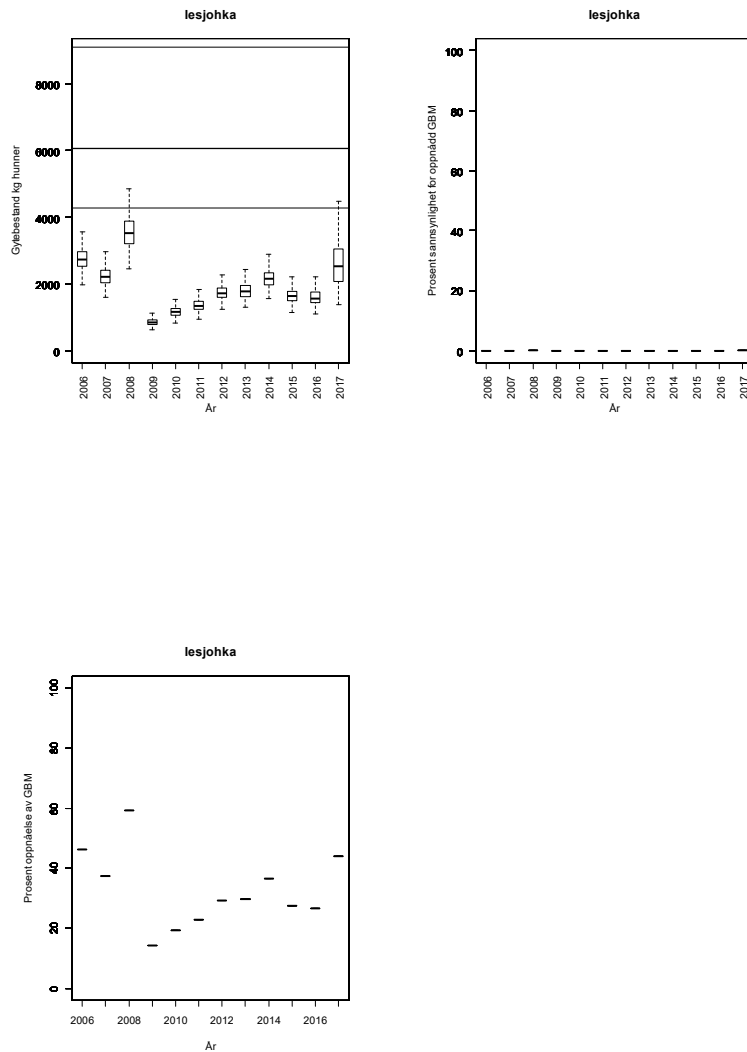 Iesjohka
Gytebestand kg hunner
8000
6000
4000
2000
0
2006 2007 2008 2009 2010 2011 2012 2013 2014 2015 2016 2017
År
Iesjohka
Prosent sannsynlighet for oppnådd GBM
100
80
60
40
20
0
2006 2007 2008 2009 2010 2011 2012 2013 2014 2015 2016 2017
År
Iesjohka
Prosent oppnåelse av GBM
100
80
60
40
20
0
2006 2008 2010 2012 2014 2016
År